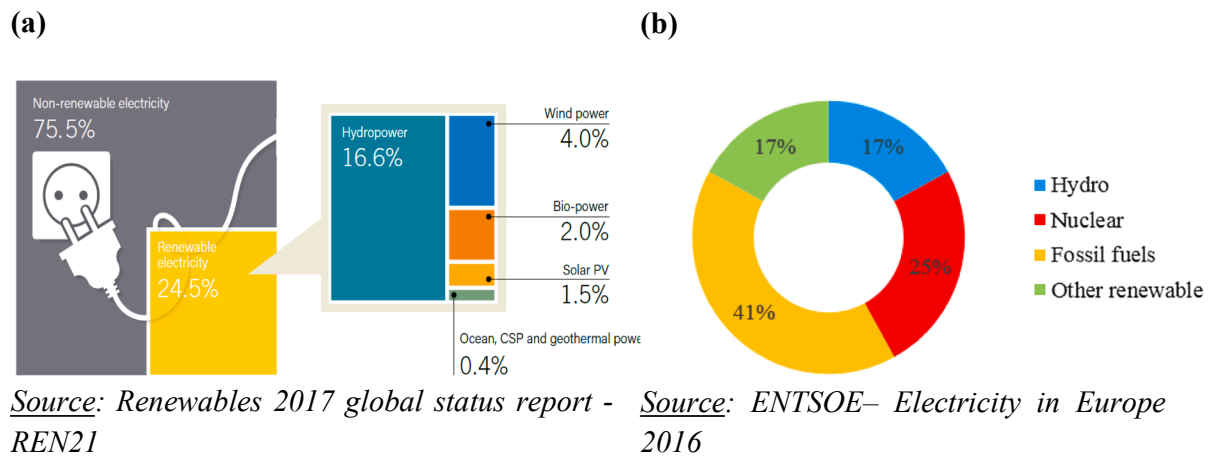 (a)
Non-renewable electricity
75.5%
Renewable
electricity
24.5%
Hydropower
16.6%
Wind power
4.0%
Bio-power
2.0%
Solar PV
1.5%
Ocean, CSP and geothermal powe
0.4%
Source: Renewables 2017 global status report -
REN21
(b)
17%
17%
25%
41%
Hydro
Nuclear
Fossil fuels
Other renewable
Source: ENTSOE– Electricity in Europe
2016